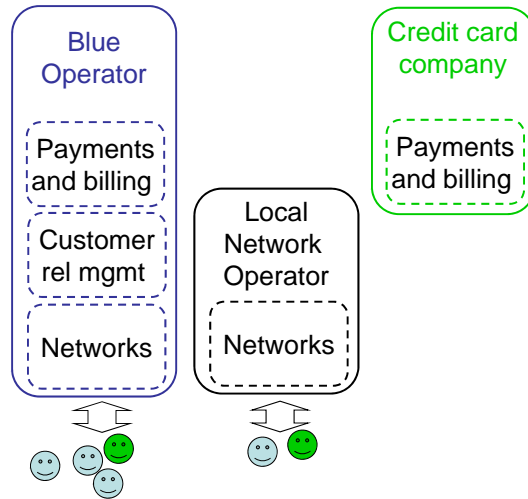 Blue
Operator
Payments
and billing
Customer
rel mgmt
Networks
Local
Network
Operator
Networks
Credit card
company
Payments
and billing